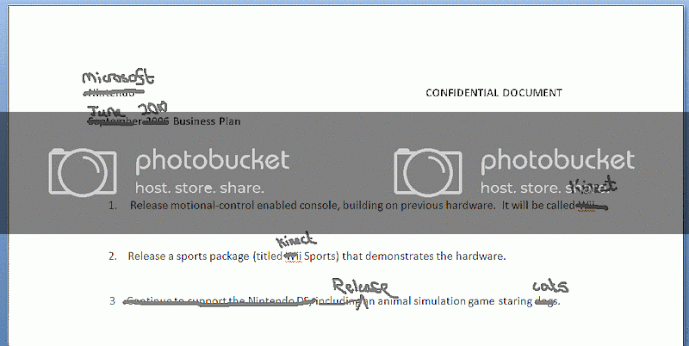 Microsoft
Nintendo CONFIDENTIAL DOCUMENT
June 2010
September 2006 Business Plan
photobucket photobucket
host. store. share. host. store. share.
Kinect
1. Release motional-control enabled console, building on previous hardware. It will be called Wii.
Kinect
2. Release a sports package (titled Wii Sports) that demonstrates the hardware.
Release cats
3 Continue to support the Nintendo DS, including an animal simulation game staring dogs.